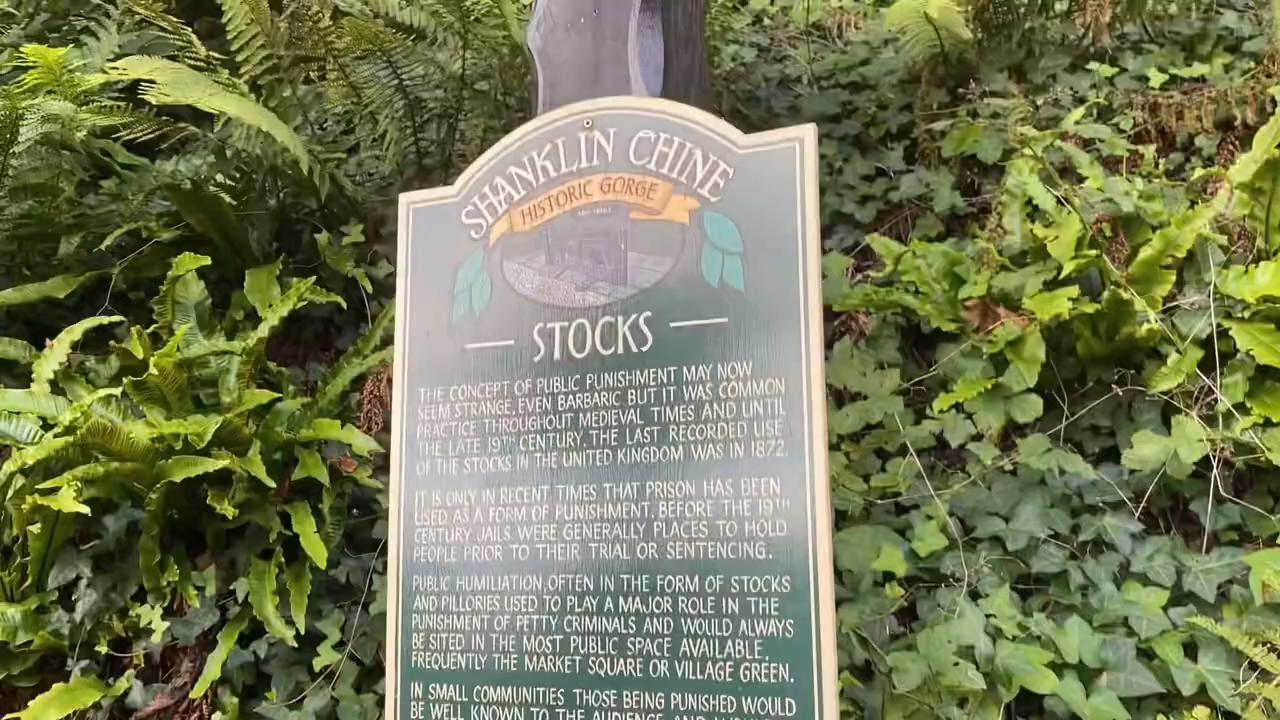 SHANKLIN CHINE
HISTORIC GORGE
STOCKS
THE CONCEPT OF PUBLIC PUNISHMENT MAY NOW
SEEM STRANGE, EVEN BARBARIC BUT IT WAS COMMON
PRACTICE THROUGHOUT MEDIEVAL TIMES AND UNTIL
THE LATE 19TH CENTURY. THE LAST RECORDED USE
OF THE STOCKS IN THE UNITED KINGDOM WAS IN 1872.
IT IS ONLY IN RECENT TIMES THAT PRISON HAS BEEN
USED AS A FORM OF PUNISHMENT. BEFORE THE 19TH
CENTURY JAILS WERE GENERALLY PLACES TO HOLD
PEOPLE PRIOR TO THEIR TRIAL OR SENTENCING.
PUBLIC HUMILIATION, OFTEN IN THE FORM OF STOCKS
AND PILLORIES USED TO PLAY A MAJOR ROLE IN THE
PUNISHMENT OF PETTY CRIMINALS AND WOULD ALWAYS
BE SITED IN THE MOST PUBLIC SPACE AVAILABLE,
FREQUENTLY THE MARKET SQUARE OR VILLAGE GREEN.
IN SMALL COMMUNITIES THOSE BEING PUNISHED WOULD
BE WELL KNOWN TO THE AUDIENCE AND